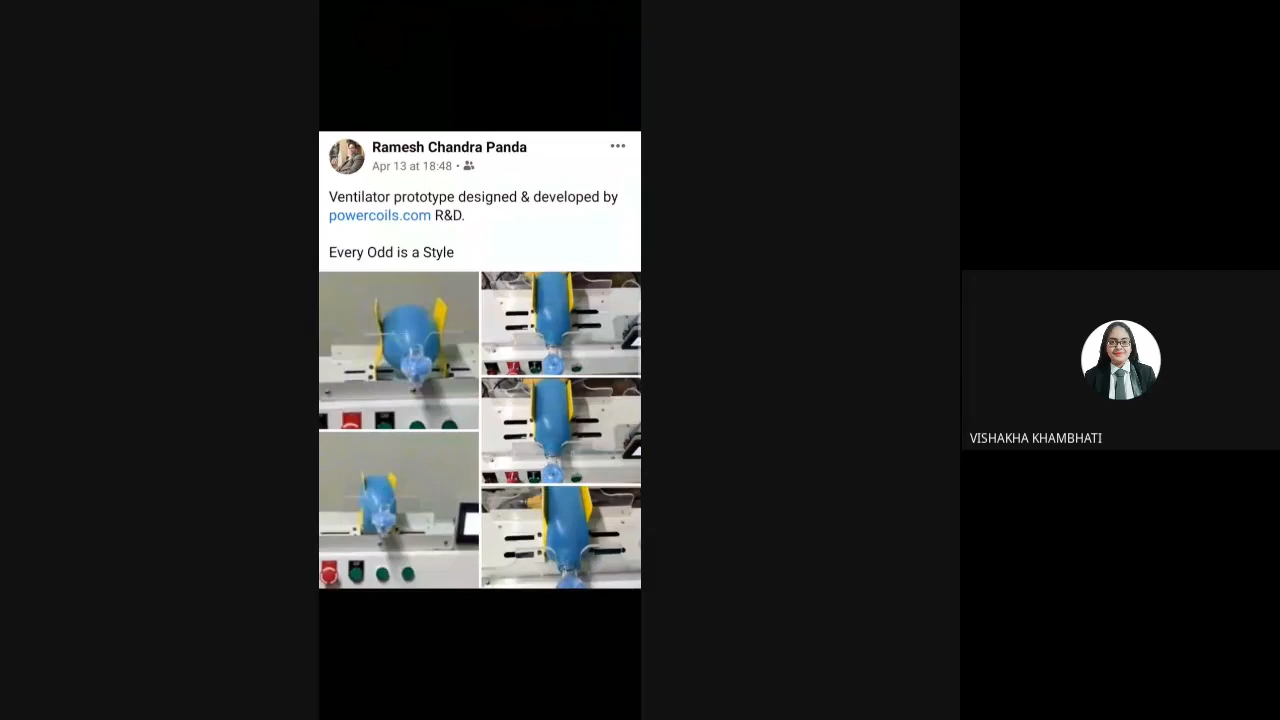 Ramesh Chandra Panda
Apr 13 at 18:48
Ventilator prototype designed & developed by
powercoils.com R&D.
Every Odd is a Style
VISHAKHA KHAMBHATI